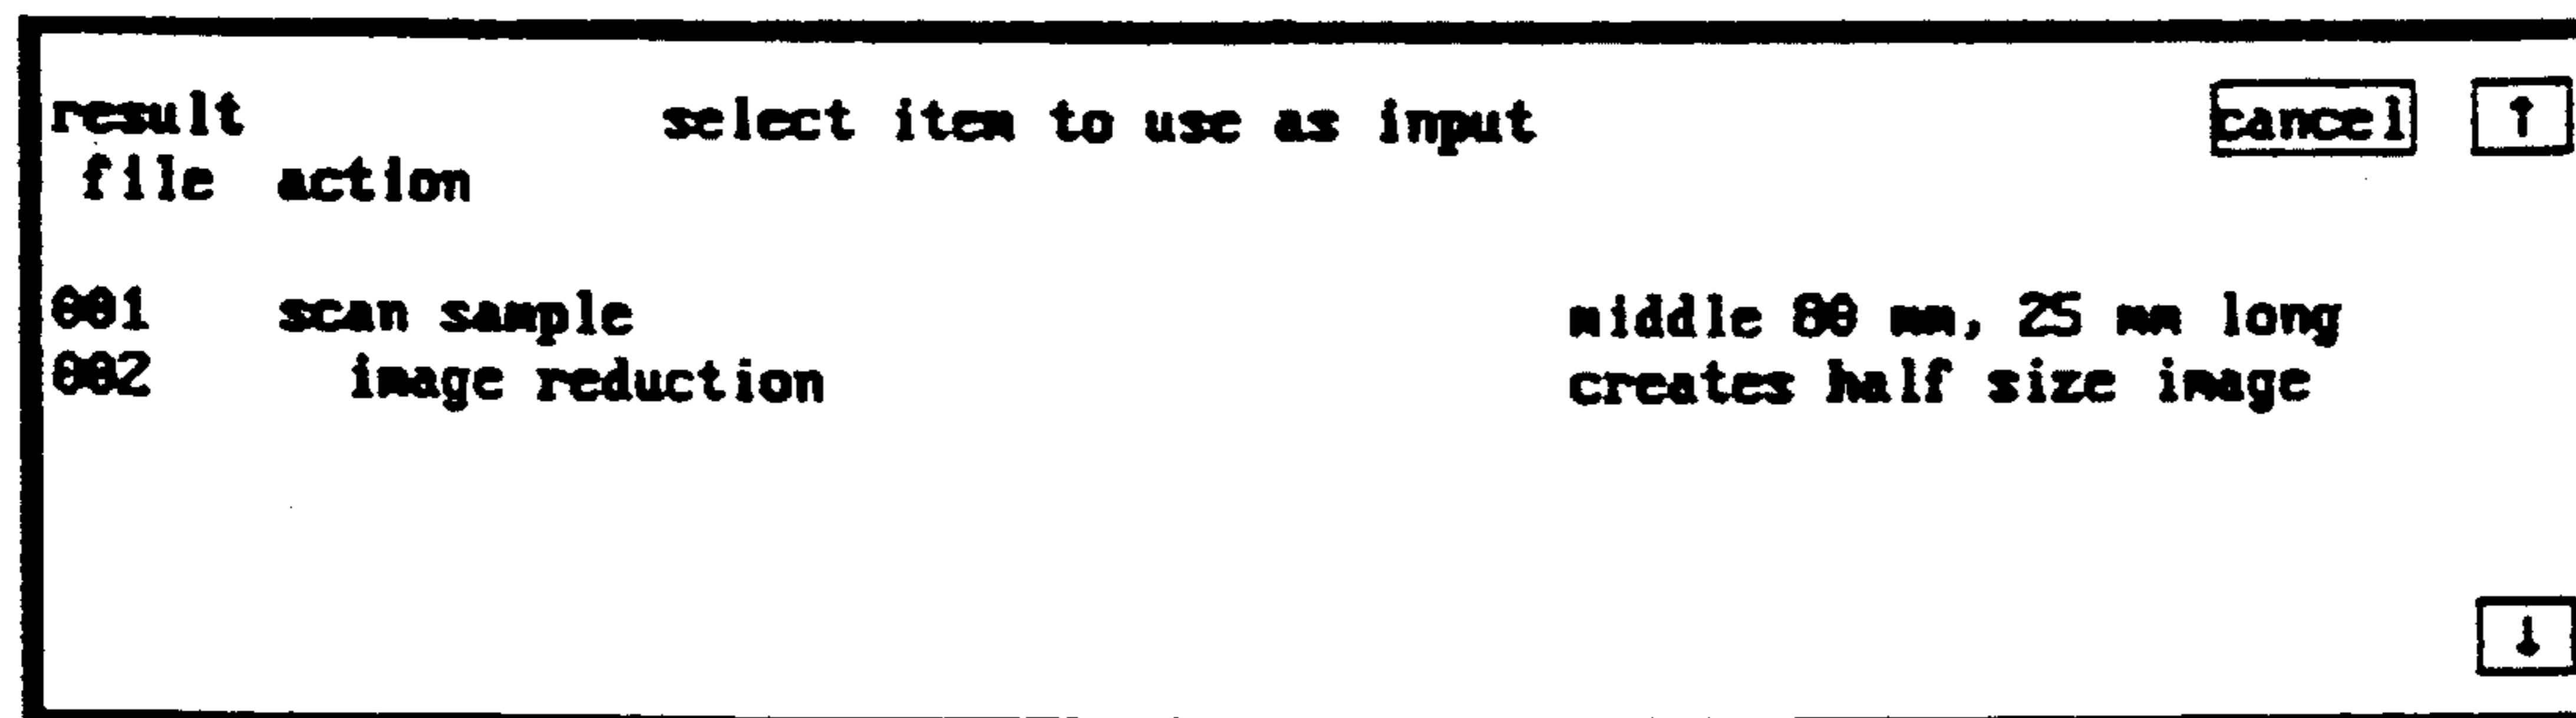 result select item to use as input cancel ↑
file action
001 scan sample middle 80 mm, 25 mm long
002 image reduction creates half size image
↓